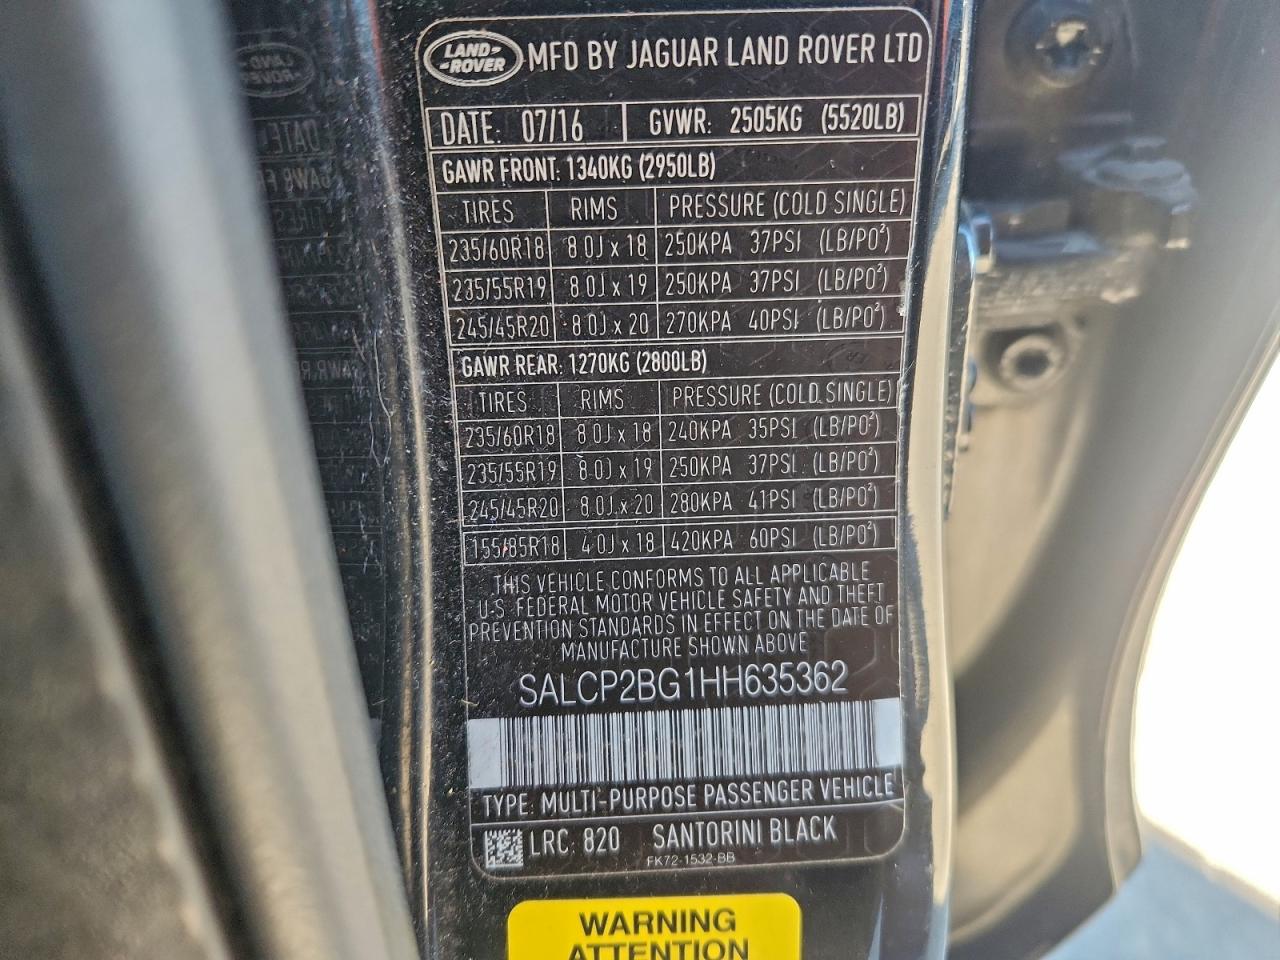 LAND-
-ROVER
MFD BY JAGUAR LAND ROVER LTD
DATE: 07/16 GVWR: 2505KG (5520LB)
GAWR FRONT: 1340KG (2950LB)
TIRES RIMS PRESSURE (COLD SINGLE)
235/60R18 8.0J x 18 250KPA 37PSI (LB/PO²)
235/55R19 8.0J x 19 250KPA 37PSI (LB/PO²)
245/45R20 8.0J x 20 270KPA 40PSI (LB/PO²)
GAWR REAR: 1270KG (2800LB)
TIRES RIMS PRESSURE (COLD SINGLE)
235/60R18 8.0J x 18 240KPA 35PSI (LB/PO²)
235/55R19 8.0J x 19 250KPA 37PSI (LB/PO²)
245/45R20 8.0J x 20 280KPA 41PSI (LB/PO²)
155/85R18 4.0J x 18 420KPA 60PSI (LB/PO²)
THIS VEHICLE CONFORMS TO ALL APPLICABLE
U.S. FEDERAL MOTOR VEHICLE SAFETY AND THEFT
PREVENTION STANDARDS IN EFFECT ON THE DATE OF
MANUFACTURE SHOWN ABOVE
SALCP2BG1HH635362
TYPE: MULTI-PURPOSE PASSENGER VEHICLE
LRC: 820 SANTORINI BLACK
FK72-1532-BB
WARNING
ATTENTION